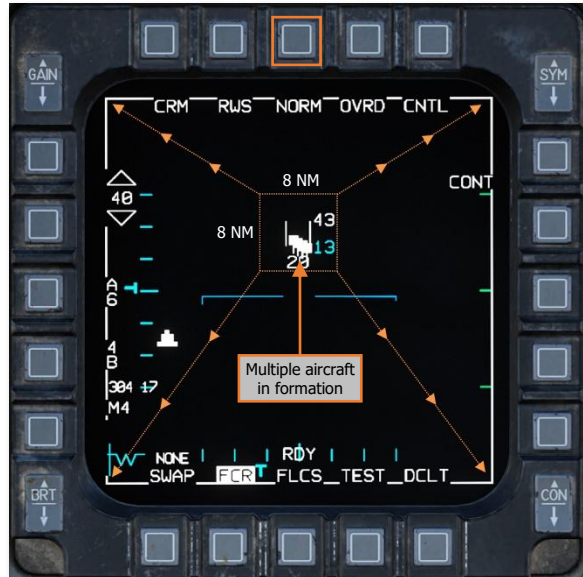 GAIN
SYM
CRM RWS NORM OVRD CNTL
8 NM
CONT
40
8 NM
43
13
20
A
6
4
B
Multiple aircraft
in formation
304 17
M4
NONE
RDY
SWAP FCR T FLCS TEST DCLT
BRT
CON